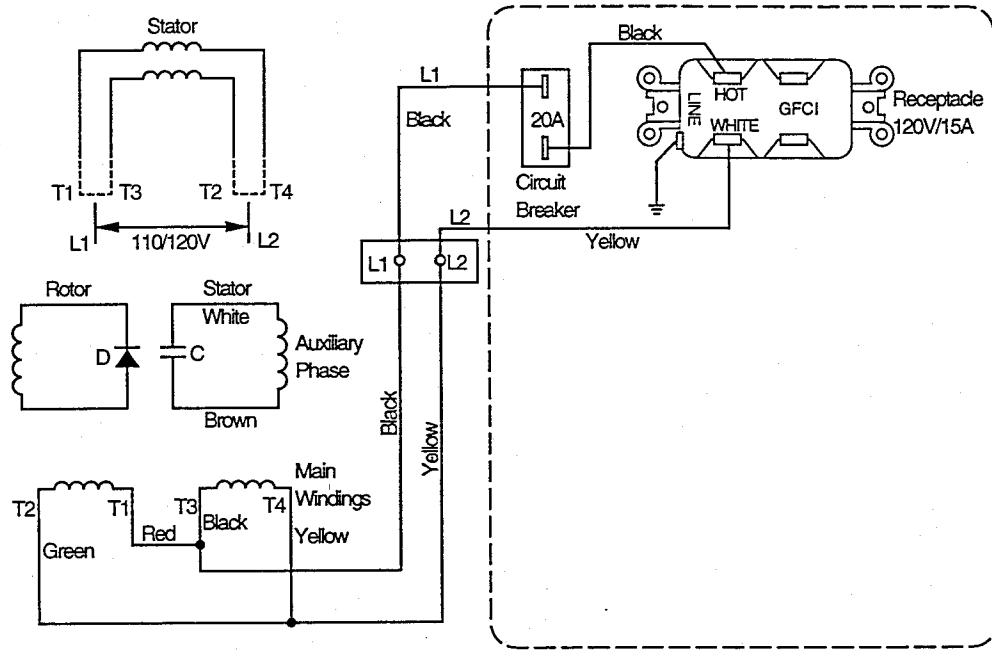 Stator
T1
T3
T2
T4
L1
110/120V
L2
Rotor
D
Stator
White
C
Auxiliary
Phase
Brown
Main
Windings
T2
T1
T3
T4
Red
Black
Yellow
Green
L1
Black
L1
L2
Black
Yellow
L2
Yellow
20A
Circuit
Breaker
Black
HOT
LINE
WHITE
GFCI
Receptacle
120V/15A